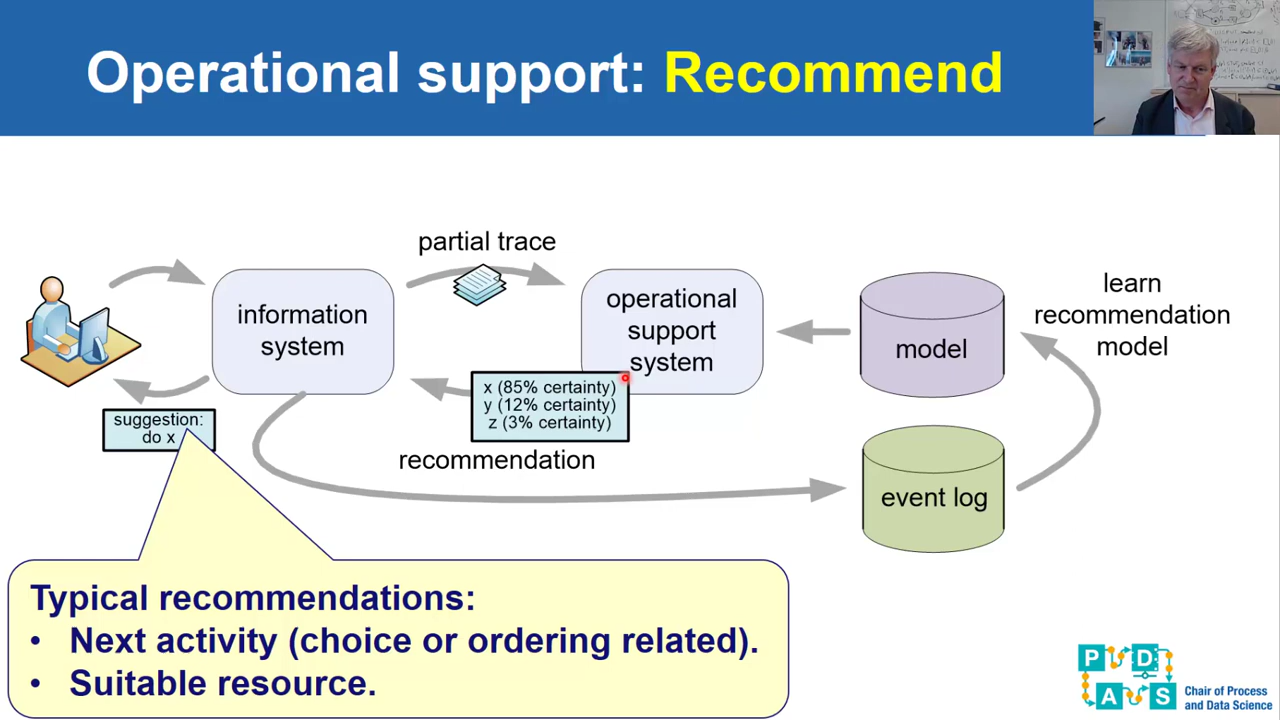 Operational support: Recommend
partial trace
information
system
operational
support
system
model
learn
recommendation
model
x (85% certainty)
y (12% certainty)
z (3% certainty)
suggestion:
do x
recommendation
event log
Typical recommendations:
• Next activity (choice or ordering related).
• Suitable resource.
P D
A S
Chair of Process
and Data Science